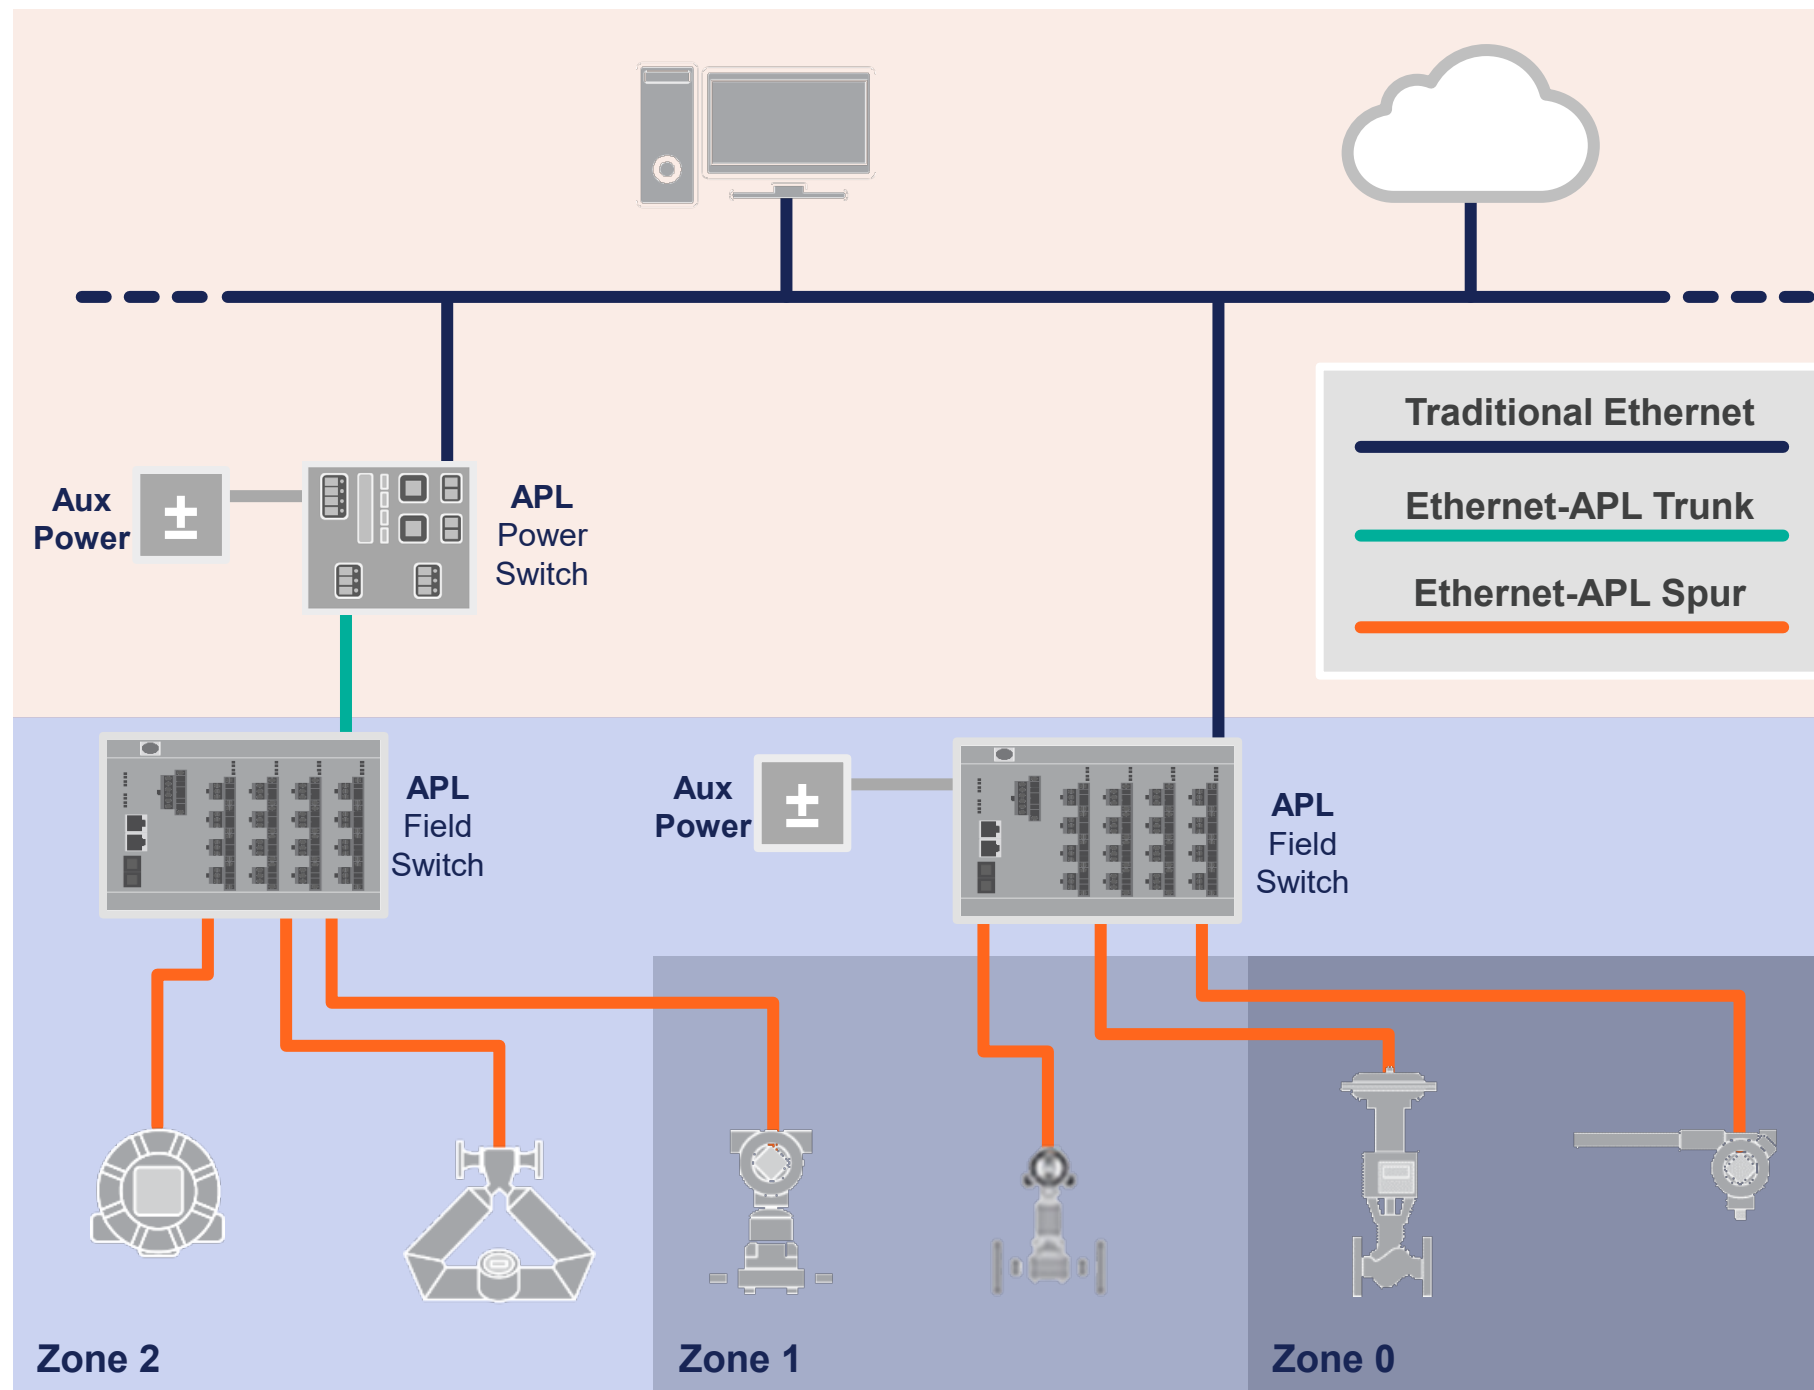 Traditional Ethernet
Ethernet-APL Trunk
Ethernet-APL Spur
Aux
Power
±
APL
Power
Switch
APL
Field
Switch
Aux
Power
±
APL
Field
Switch
Zone 2
Zone 1
Zone 0